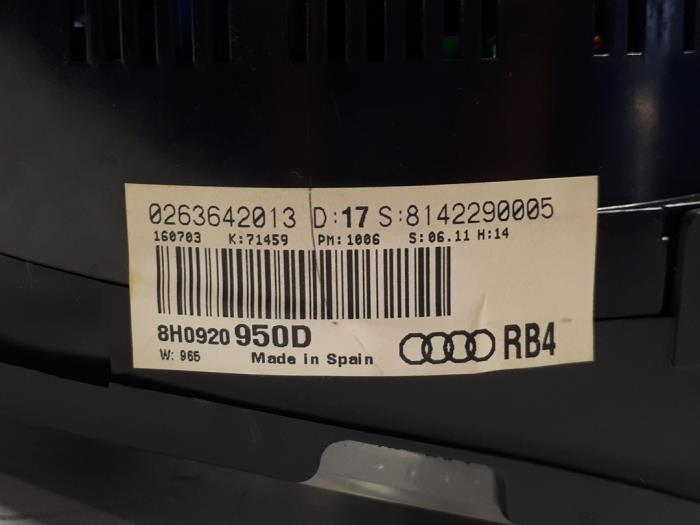 0263642013 D:17 S:8142290005
160703 K:71459 PM:1006 S:06.11 H:14
8H0920 950D
W: 965 Made in Spain RB4